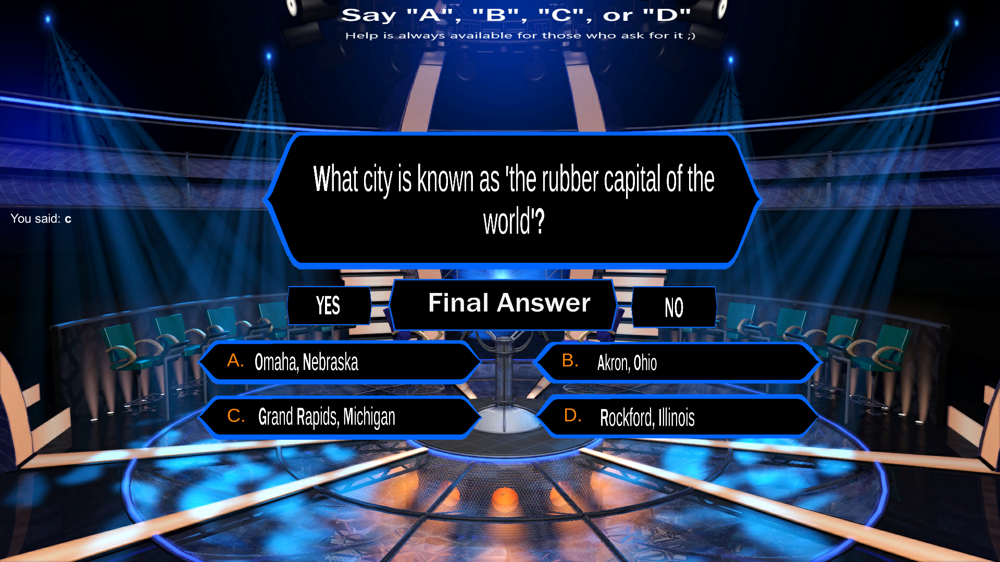 Say "A", "B", "C", or "D"
Help is always available for those who ask for it ;)
What city is known as 'the rubber capital of the
world'?
You said: c
YES
Final Answer
NO
A. Omaha, Nebraska
B. Akron, Ohio
C. Grand Rapids, Michigan
D. Rockford, Illinois